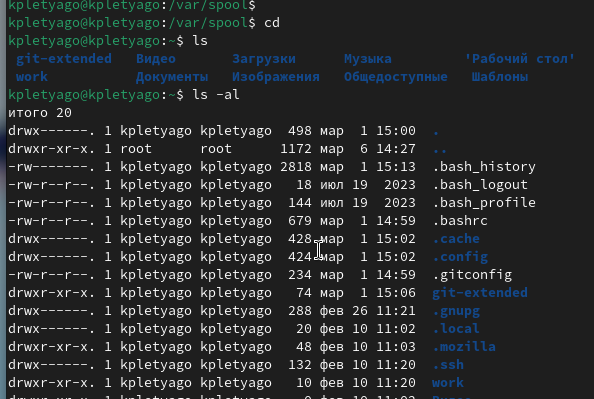 kpletyago@kpletyago:/var/spool$
kpletyago@kpletyago:/var/spool$ cd
kpletyago@kpletyago:~$ ls
git-extended Видео Загрузки Музыка 'Рабочий стол'
work Документы Изображения Общедоступные Шаблоны
kpletyago@kpletyago:~$ ls -al
итого 20
drwx------. 1 kpletyago kpletyago 498 мар 1 15:00 .
drwxr-xr-x. 1 root root 1172 мар 6 14:27 ..
-rw-------. 1 kpletyago kpletyago 2818 мар 1 15:13 .bash_history
-rw-r--r--. 1 kpletyago kpletyago 18 июл 19 2023 .bash_logout
-rw-r--r--. 1 kpletyago kpletyago 144 июл 19 2023 .bash_profile
-rw-r--r--. 1 kpletyago kpletyago 679 мар 1 14:59 .bashrc
drwx------. 1 kpletyago kpletyago 428 мар 1 15:02 .cache
drwx------. 1 kpletyago kpletyago 424 мар 1 15:02 .config
-rw-r--r--. 1 kpletyago kpletyago 234 мар 1 14:59 .gitconfig
drwxr-xr-x. 1 kpletyago kpletyago 74 мар 1 15:06 git-extended
drwx------. 1 kpletyago kpletyago 288 фев 26 11:21 .gnupg
drwx------. 1 kpletyago kpletyago 20 фев 10 11:02 .local
drwxr-xr-x. 1 kpletyago kpletyago 48 фев 10 11:03 .mozilla
drwx------. 1 kpletyago kpletyago 132 фев 10 11:20 .ssh
drwxr-xr-x. 1 kpletyago kpletyago 10 фев 10 11:20 work